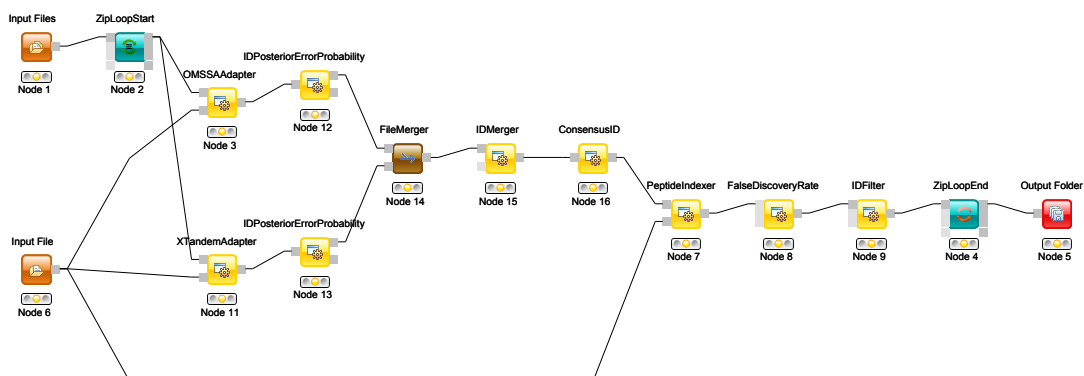 Input Files
ZipLoopStart
Node 1
Node 2
OMSSAAdapter
Node 3
IDPosteriorErrorProbability
Node 12
FileMerger
Node 14
IDMerger
Node 15
ConsensusID
Node 16
PeptideIndexer
Node 7
FalseDiscoveryRate
Node 8
IDFilter
Node 9
ZipLoopEnd
Node 4
Output Folder
Node 5
Input File
Node 6
XTandemAdapter
Node 11
IDPosteriorErrorProbability
Node 13